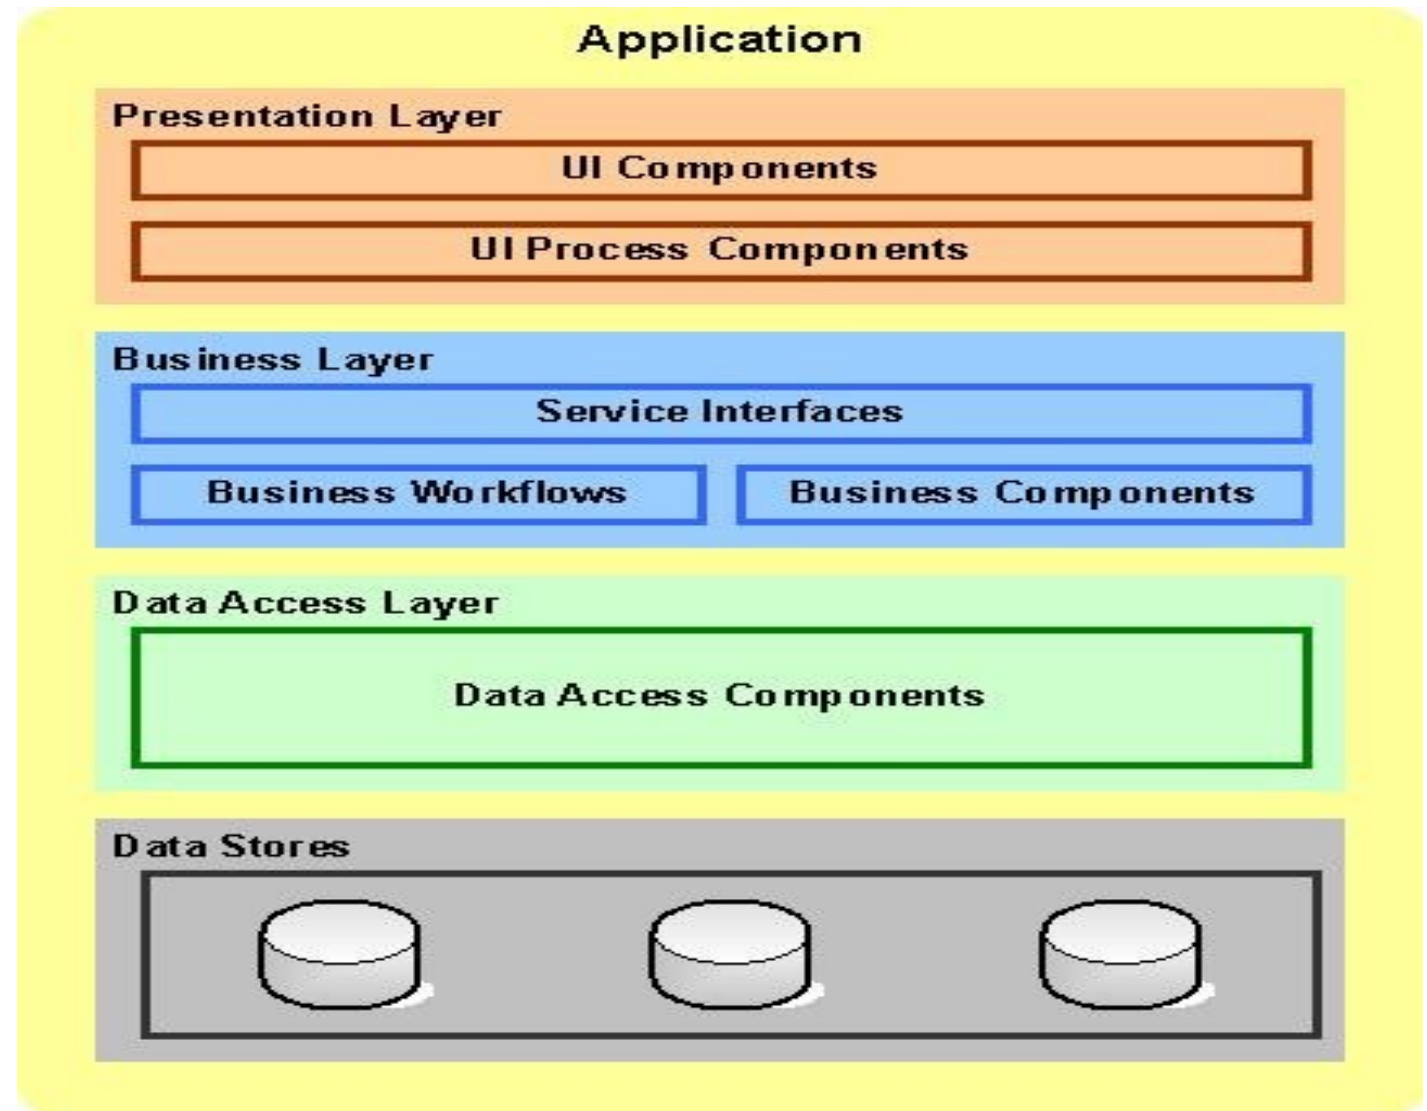 Application
Presentation Layer
UI Components
UI Process Components
Business Layer
Service Interfaces
Business Workflows
Business Components
Data Access Layer
Data Access Components
Data Stores